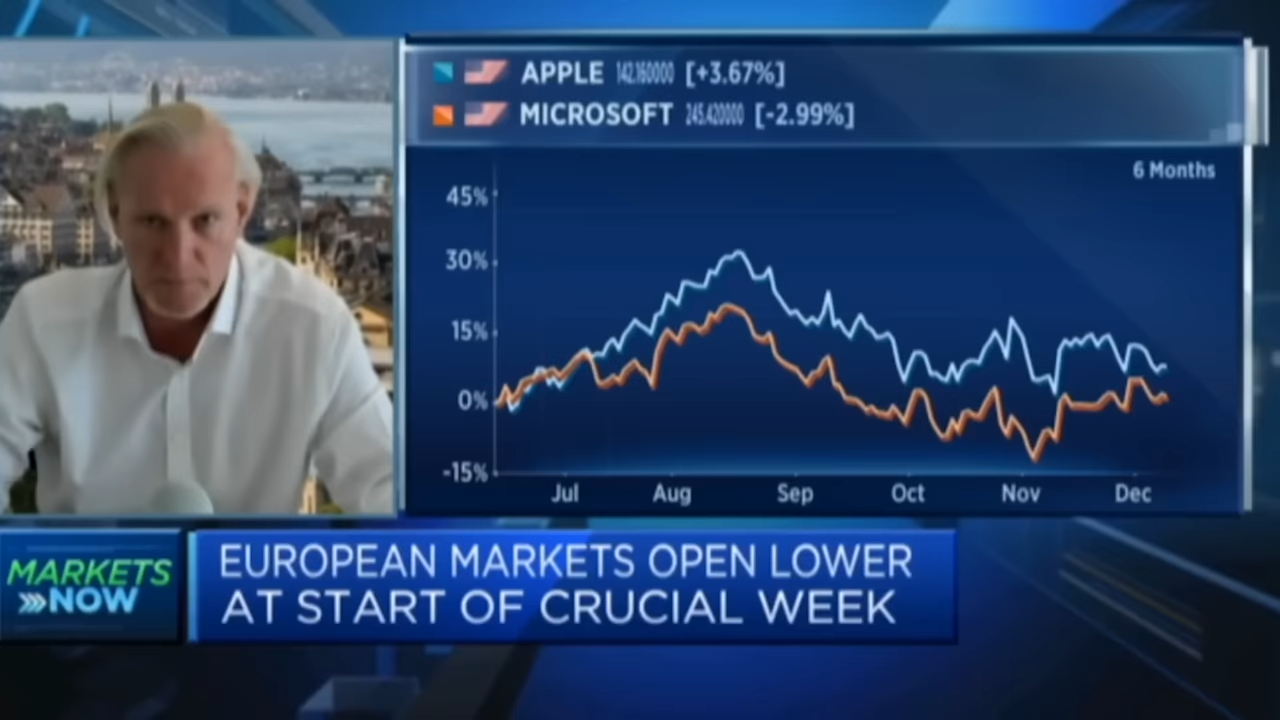 APPLE 142.160000 [+3.67%]
MICROSOFT 245.420000 [-2.99%]
6 Months
45%
30%
15%
0%
-15%
Jul Aug Sep Oct Nov Dec
MARKETS
NOW
EUROPEAN MARKETS OPEN LOWER
AT START OF CRUCIAL WEEK